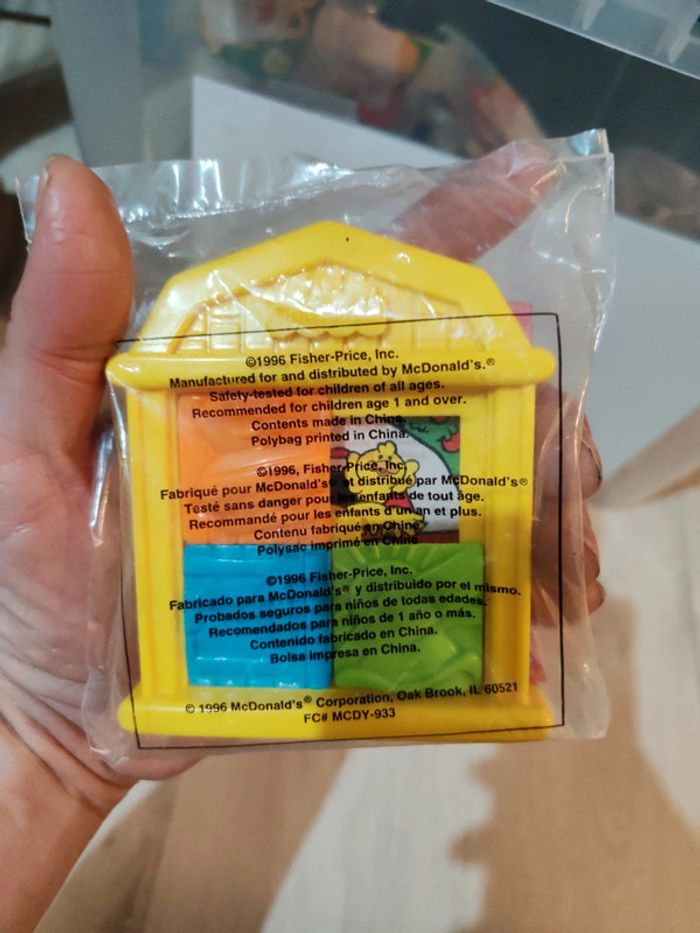 ©1996 Fisher-Price, Inc.
Manufactured for and distributed by McDonald's.®
Safety-tested for children of all ages.
Recommended for children age 1 and over.
Contents made in China.
Polybag printed in China.
©1996, Fisher-Price, Inc.
Fabriqué pour McDonald's® et distribué par McDonald's®
Testé sans danger pour les enfants de tout âge.
Recommandé pour les enfants d'un an et plus.
Contenu fabriqué en Chine
Polysac imprimé en Chine
©1996 Fisher-Price, Inc.
Fabricado para McDonald's® y distribuido por el mismo.
Probados seguros para niños de todas edades.
Recomendados para niños de 1 año o más.
Contenido fabricado en China.
Bolsa impresa en China.
© 1996 McDonald's® Corporation, Oak Brook, IL 60521
FC# MCDY-933